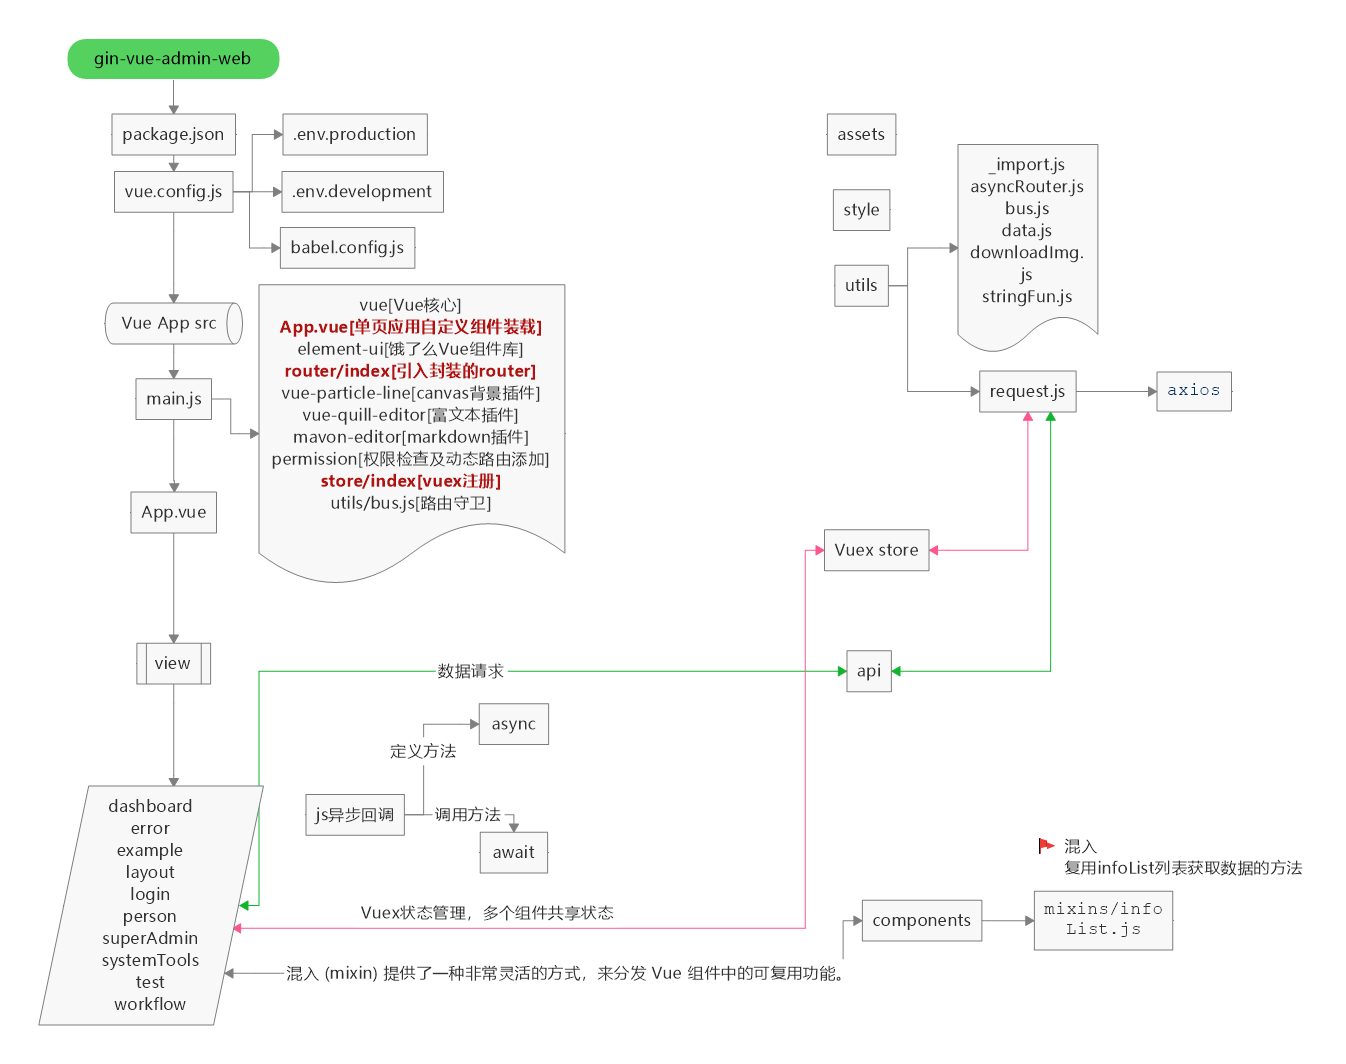 gin-vue-admin-web
package.json
.env.production
vue.config.js
.env.development
babel.config.js
Vue App src
main.js
vue[Vue核心]
App.vue[单页应用自定义组件装载]
element-ui[饿了么Vue组件库]
router/index[引入封装的router]
vue-particle-line[canvas背景插件]
vue-quill-editor[富文本插件]
mavon-editor[markdown插件]
permission[权限检查及动态路由添加]
store/index[vuex注册]
utils/bus.js[路由守卫]
App.vue
view
dashboard
error
example
layout
login
person
superAdmin
systemTools
test
workflow
assets
style
utils
_import.js
asyncRouter.js
bus.js
data.js
downloadImg.
js
stringFun.js
request.js
axios
Vuex store
数据请求
api
async
定义方法
js异步回调
调用方法
await
Vuex状态管理，多个组件共享状态
混入 (mixin) 提供了一种非常灵活的方式，来分发 Vue 组件中的可复用功能。
components
混入
复用infoList列表获取数据的方法
mixins/info
List.js